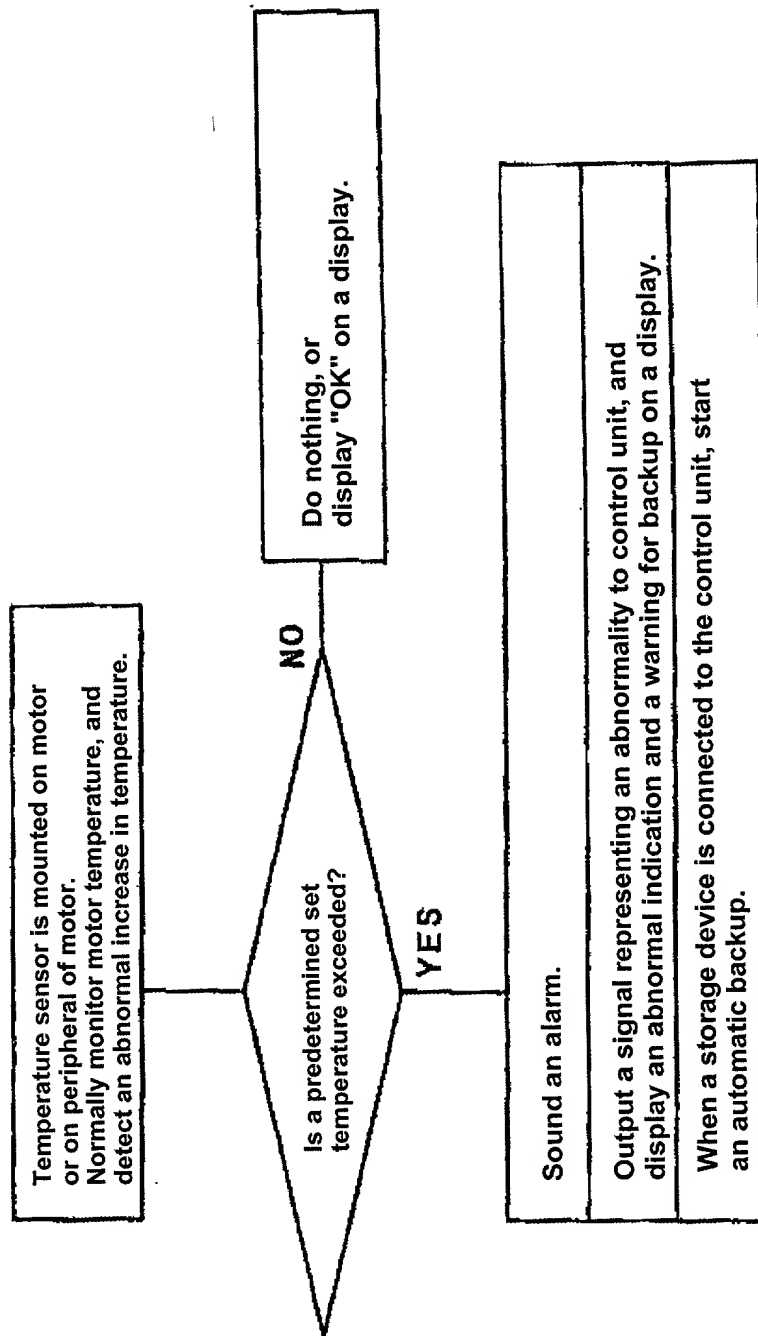 Temperature sensor is mounted on motor
or on peripheral of motor.
Normally monitor motor temperature, and
detect an abnormal increase in temperature.
Is a predetermined set
temperature exceeded?
NO
Do nothing, or
display "OK" on a display.
YES
Sound an alarm.
Output a signal representing an abnormality to control unit, and
display an abnormal indication and a warning for backup on a display.
When a storage device is connected to the control unit, start
an automatic backup.